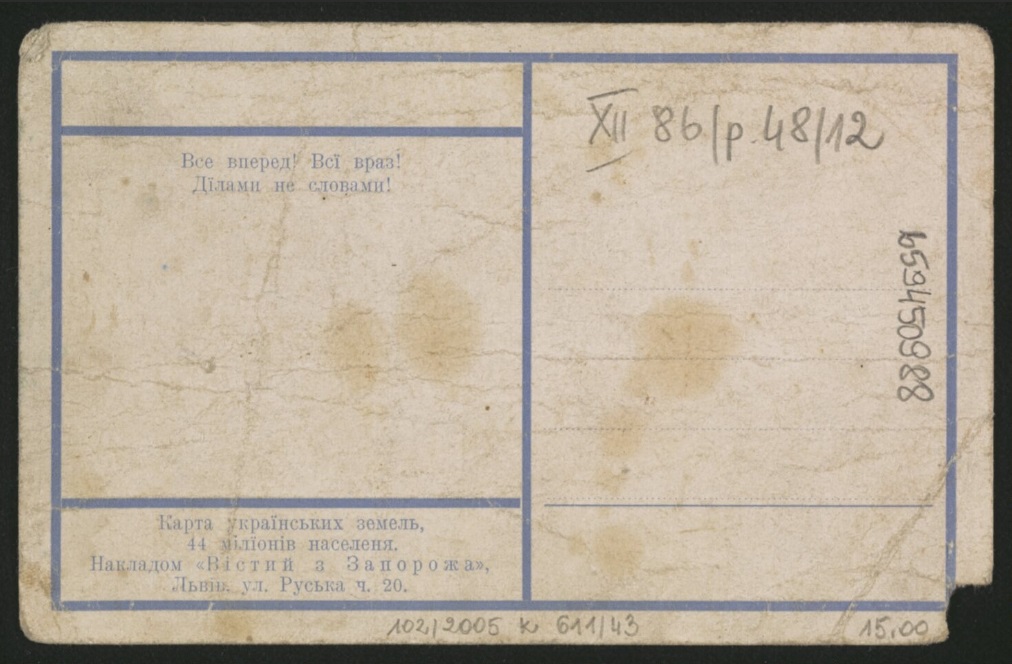 Все вперед! Всї враз!
Дїлами не словами!
Карта українських земель,
44 мілїонів населеня.
Накладом «Вістий з Запорожа»,
Львів. ул. Руська ч. 20.
XII 86/p.48/12
b59450988
102/2005 k 611/43
15,00